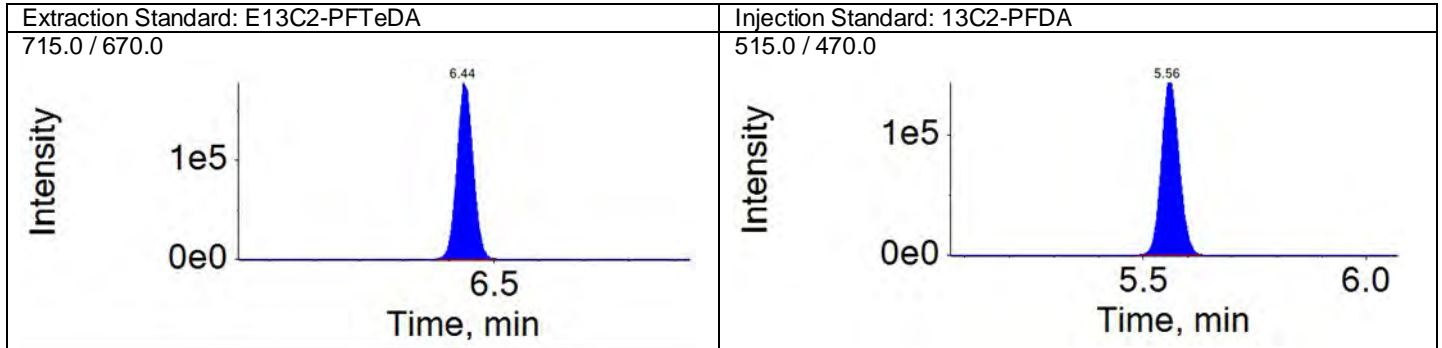 Extraction Standard: E13C2-PFTeDA
715.0 / 670.0
6.44
Intensity
1e5
0e0
6.5
Time, min
Injection Standard: 13C2-PFDA
515.0 / 470.0
5.56
Intensity
1e5
0e0
5.5
6.0
Time, min